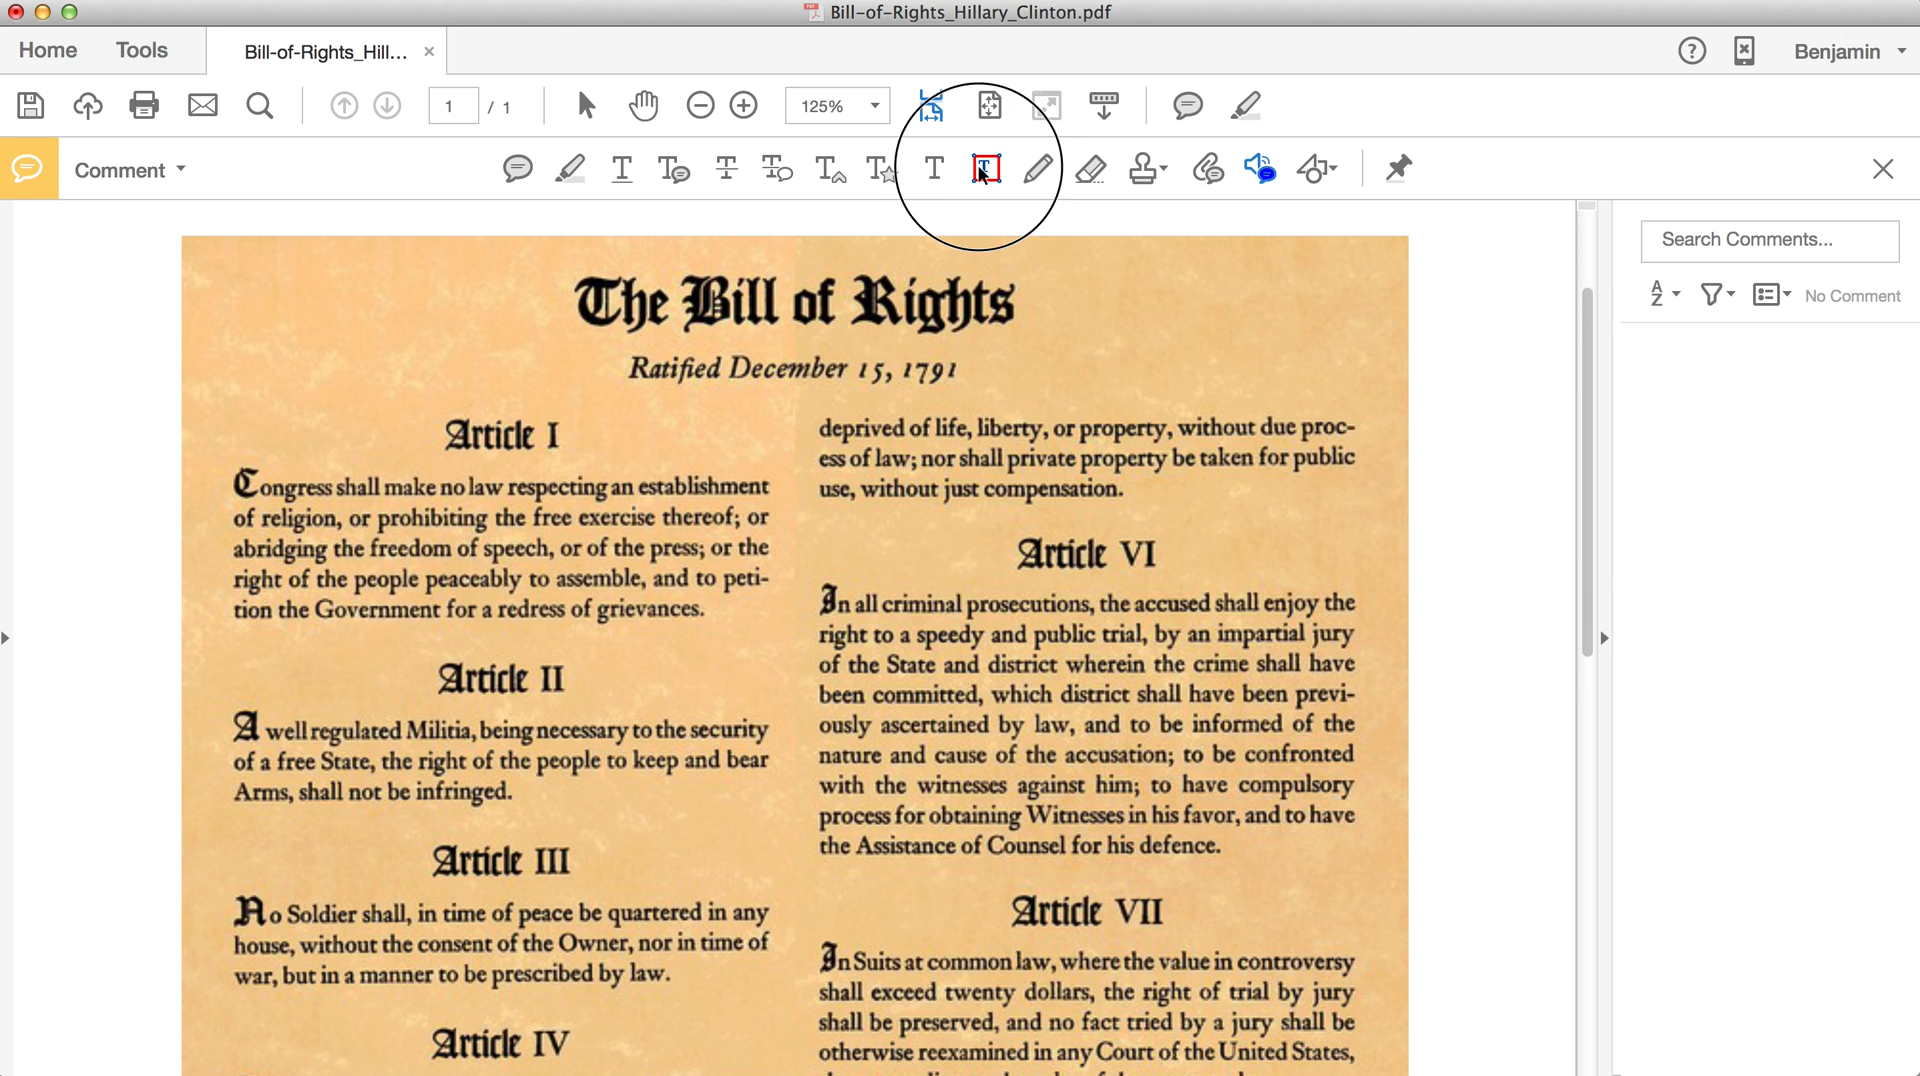 Bill-of-Rights_Hillary_Clinton.pdf
Home Tools Bill-of-Rights_Hill... × Benjamin
1 / 1 125%
Comment
Search Comments...
No Comment
The Bill of Rights
Ratified December 15, 1791
Article I
Congress shall make no law respecting an establishment
of religion, or prohibiting the free exercise thereof; or
abridging the freedom of speech, or of the press; or the
right of the people peaceably to assemble, and to peti-
tion the Government for a redress of grievances.
Article II
A well regulated Militia, being necessary to the security
of a free State, the right of the people to keep and bear
Arms, shall not be infringed.
Article III
No Soldier shall, in time of peace be quartered in any
house, without the consent of the Owner, nor in time of
war, but in a manner to be prescribed by law.
Article IV
deprived of life, liberty, or property, without due proc-
ess of law; nor shall private property be taken for public
use, without just compensation.
Article VI
In all criminal prosecutions, the accused shall enjoy the
right to a speedy and public trial, by an impartial jury
of the State and district wherein the crime shall have
been committed, which district shall have been previ-
ously ascertained by law, and to be informed of the
nature and cause of the accusation; to be confronted
with the witnesses against him; to have compulsory
process for obtaining Witnesses in his favor, and to have
the Assistance of Counsel for his defence.
Article VII
In Suits at common law, where the value in controversy
shall exceed twenty dollars, the right of trial by jury
shall be preserved, and no fact tried by a jury shall be
otherwise reexamined in any Court of the United States,